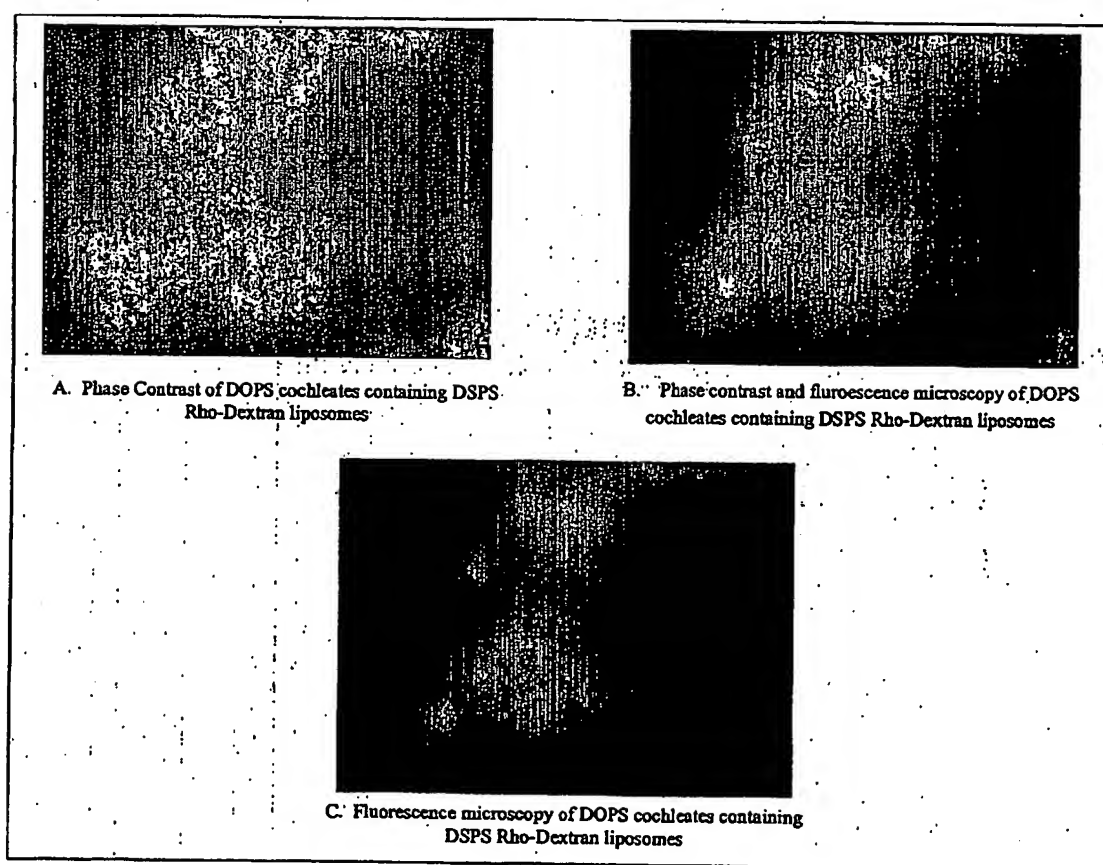 A. Phase Contrast of DOPS cochleates containing DSPS
Rho-Dextran liposomes
B. Phase contrast and fluroescence microscopy of DOPS
cochleates containing DSPS Rho-Dextran liposomes
C. Fluorescence microscopy of DOPS cochleates containing
DSPS Rho-Dextran liposomes